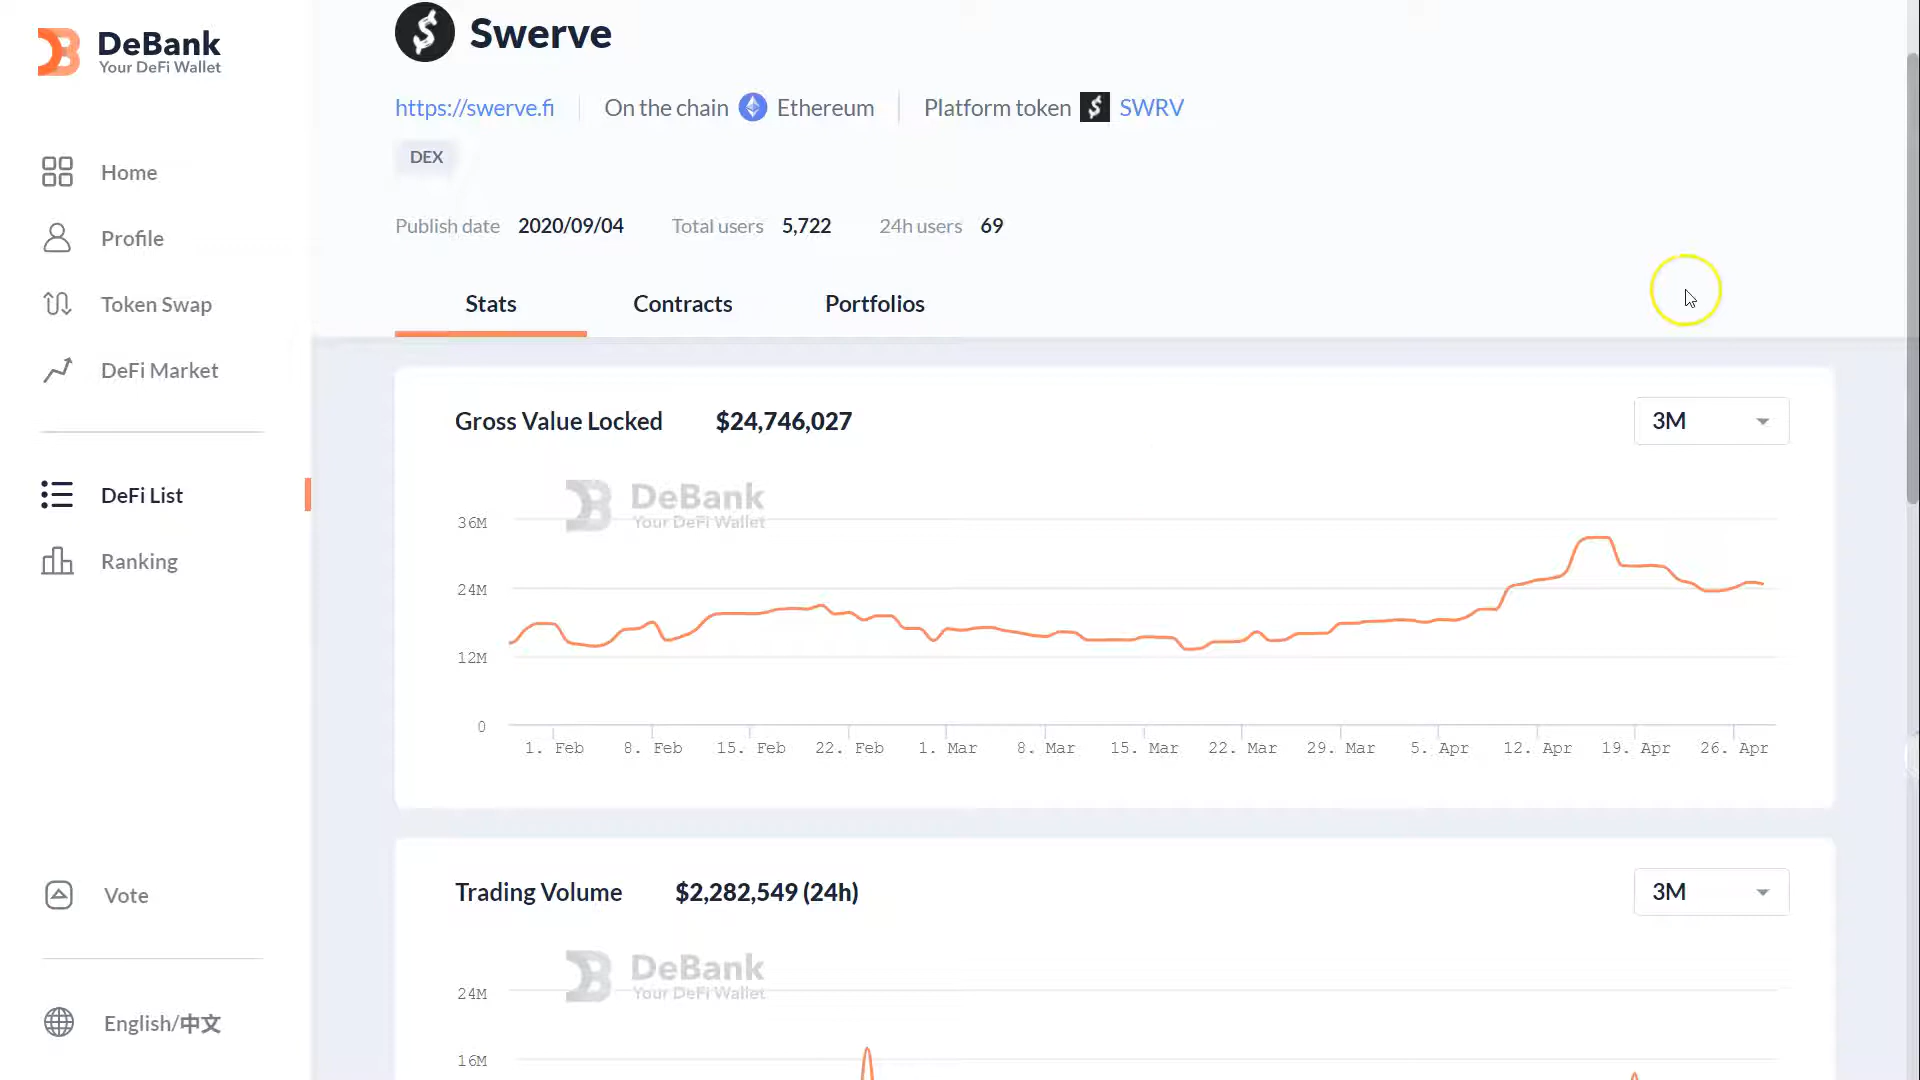 DeBank
Your DeFi Wallet
Home
Profile
Token Swap
DeFi Market
DeFi List
Ranking
Vote
English/中文
Swerve
https://swerve.fi On the chain Ethereum Platform token SWRV
DEX
Publish date 2020/09/04 Total users 5,722 24h users 69
Stats Contracts Portfolios
Gross Value Locked $24,746,027 3M
DeBank
Your DeFi Wallet
36M
24M
12M
0
1. Feb 8. Feb 15. Feb 22. Feb 1. Mar 8. Mar 15. Mar 22. Mar 29. Mar 5. Apr 12. Apr 19. Apr 26. Apr
Trading Volume $2,282,549 (24h) 3M
DeBank
Your DeFi Wallet
24M
16M